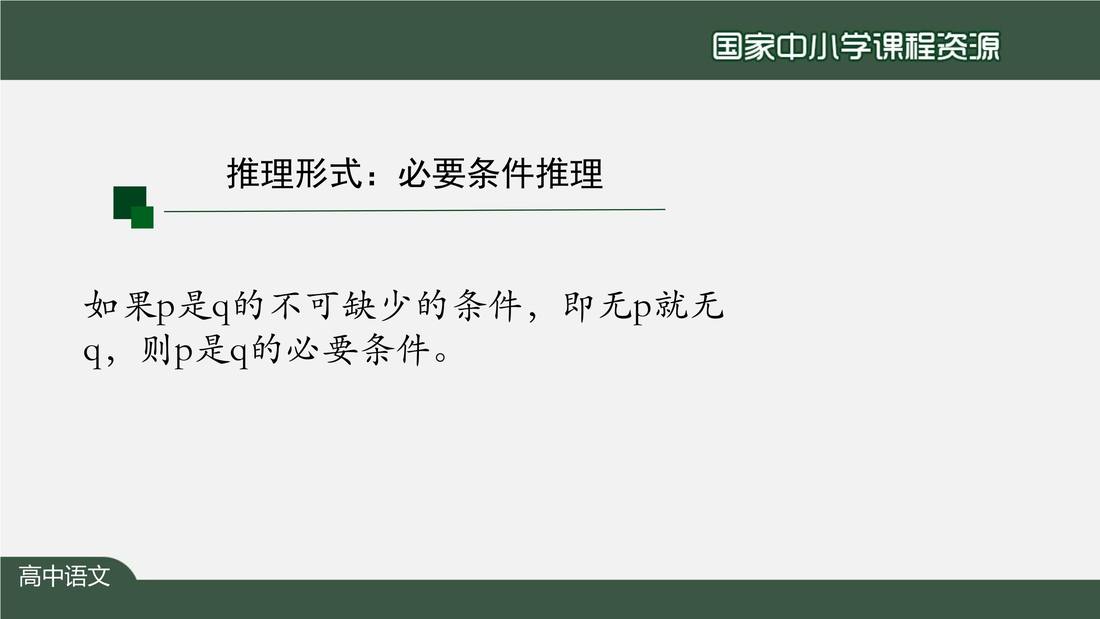 国家中小学课程资源
推理形式：必要条件推理
如果p是q的不可缺少的条件，即无p就无
q，则p是q的必要条件。
高中语文